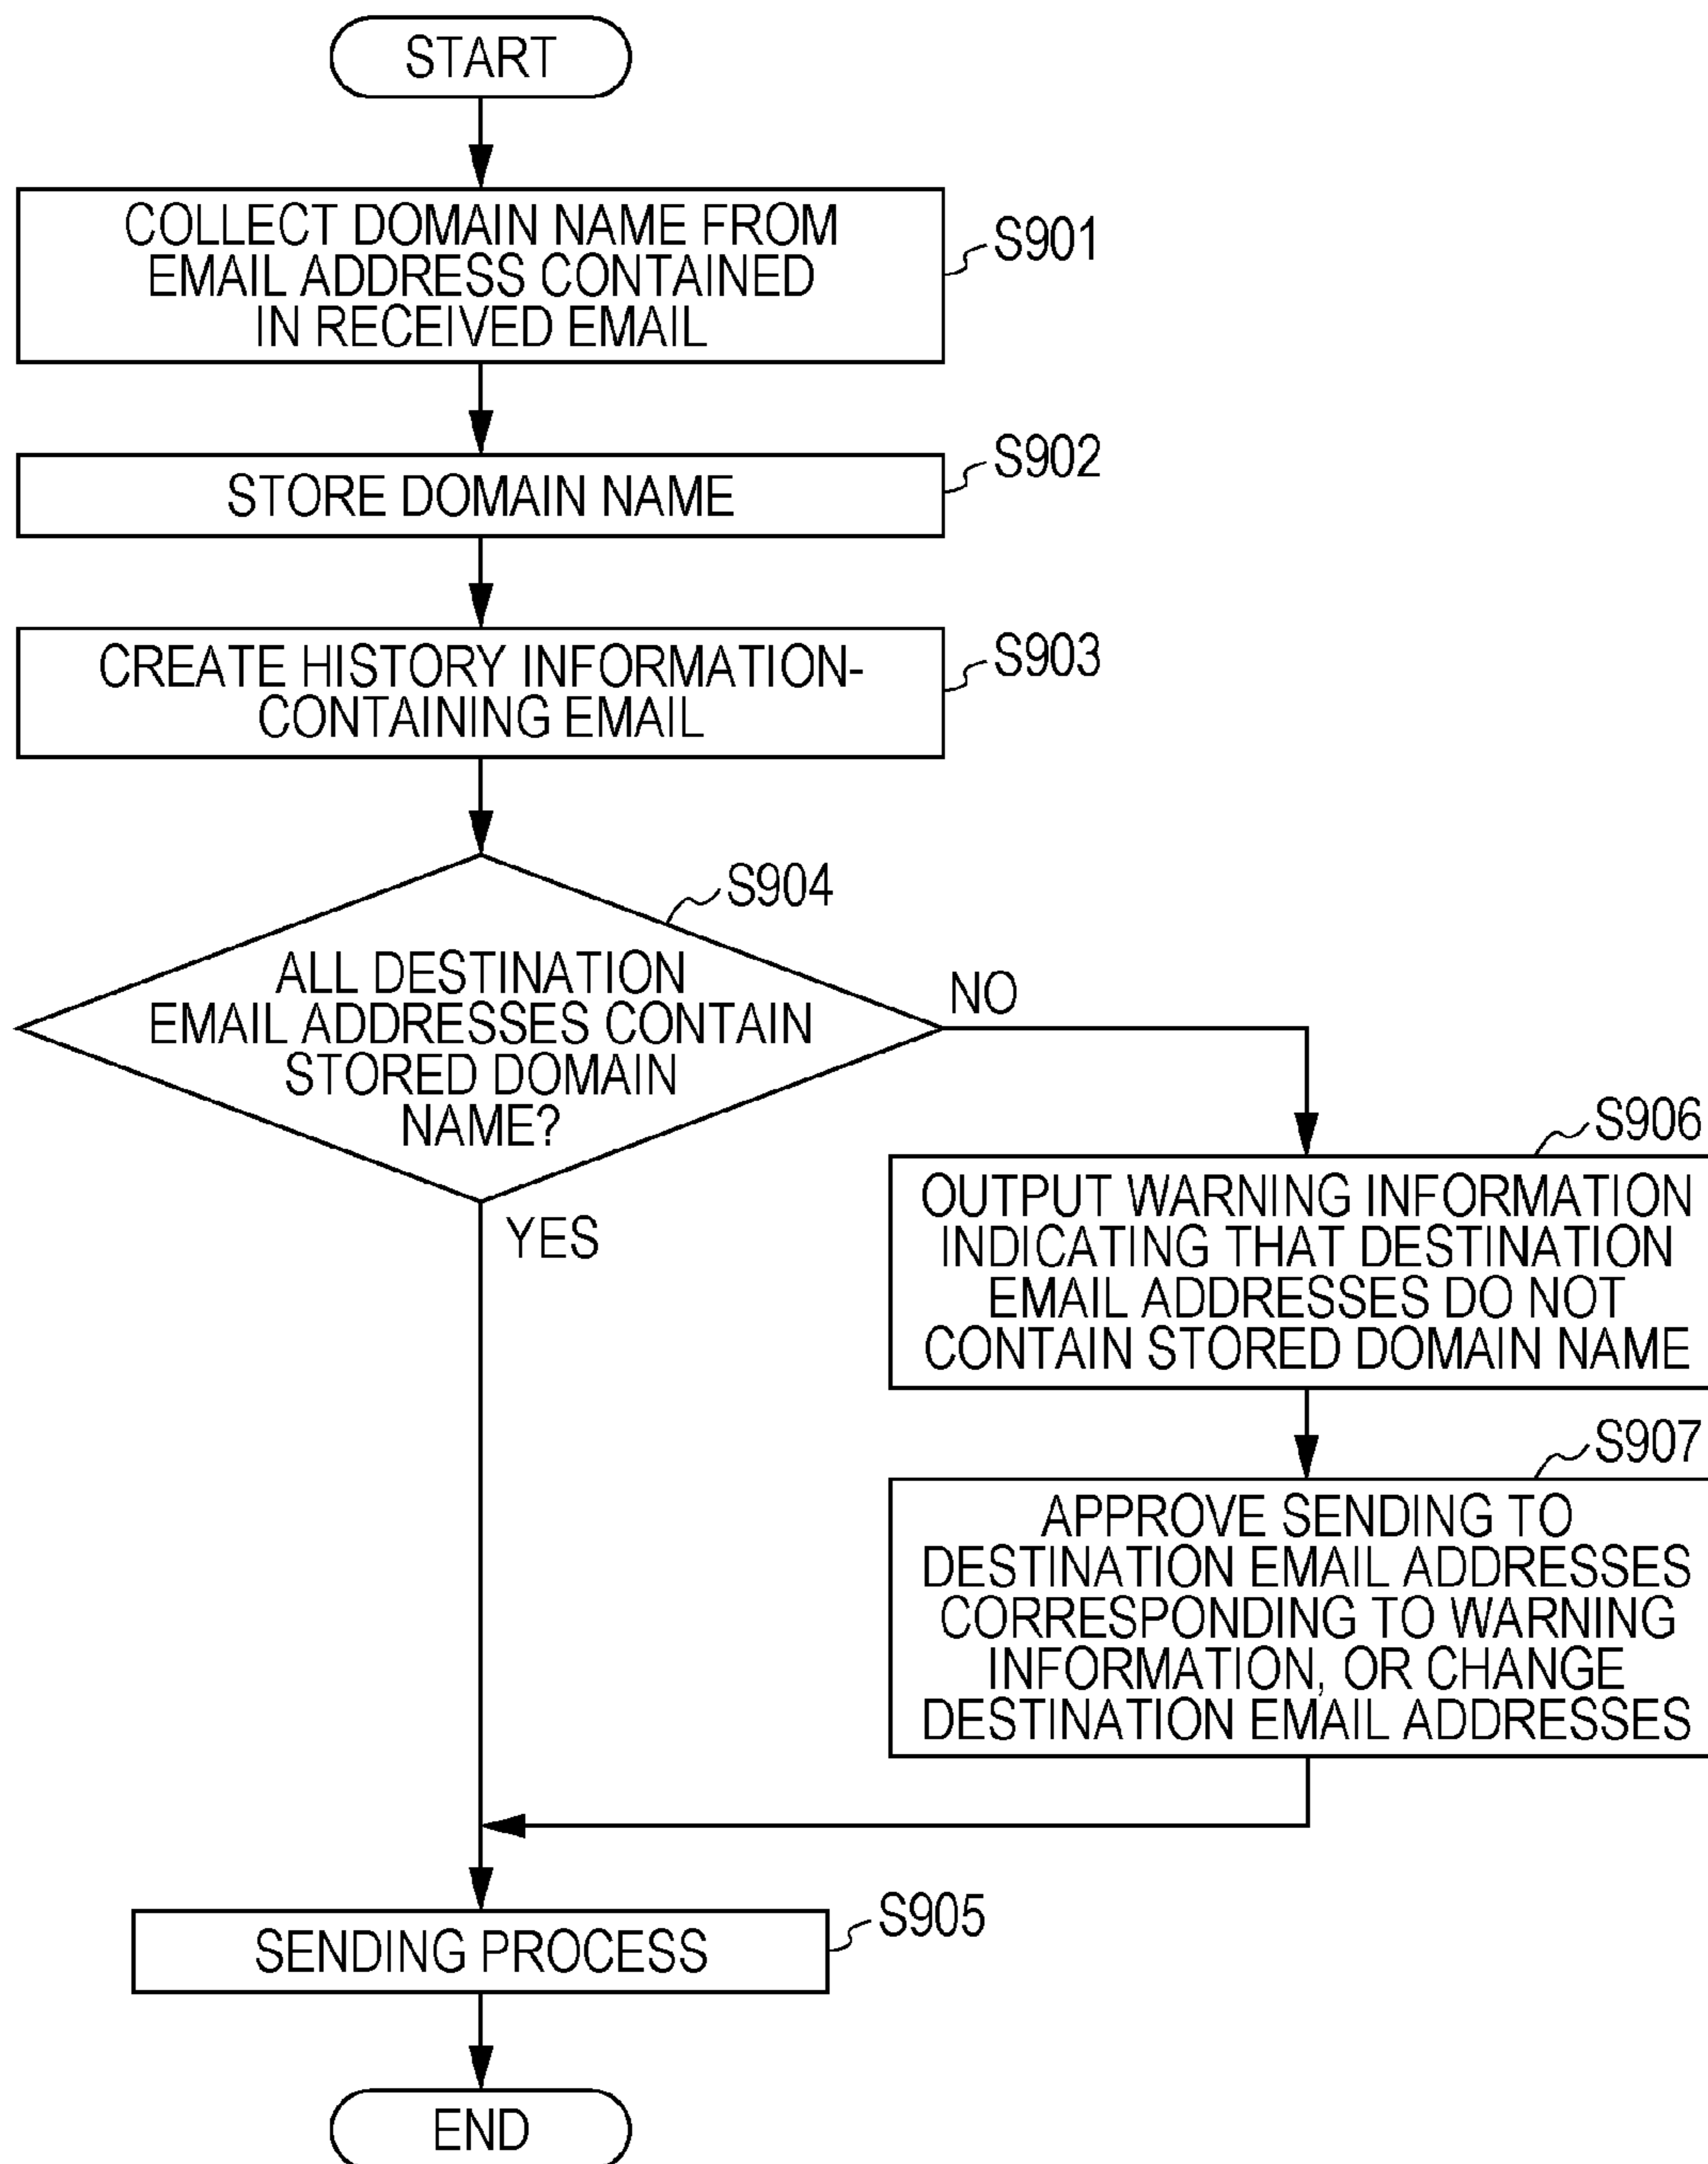 START
COLLECT DOMAIN NAME FROM
EMAIL ADDRESS CONTAINED
IN RECEIVED EMAIL
S901
STORE DOMAIN NAME
S902
CREATE HISTORY INFORMATION-
CONTAINING EMAIL
S903
S904
ALL DESTINATION
EMAIL ADDRESSES CONTAIN
STORED DOMAIN
NAME?
NO
YES
S906
OUTPUT WARNING INFORMATION
INDICATING THAT DESTINATION
EMAIL ADDRESSES DO NOT
CONTAIN STORED DOMAIN NAME
S907
APPROVE SENDING TO
DESTINATION EMAIL ADDRESSES
CORRESPONDING TO WARNING
INFORMATION, OR CHANGE
DESTINATION EMAIL ADDRESSES
SENDING PROCESS
S905
END